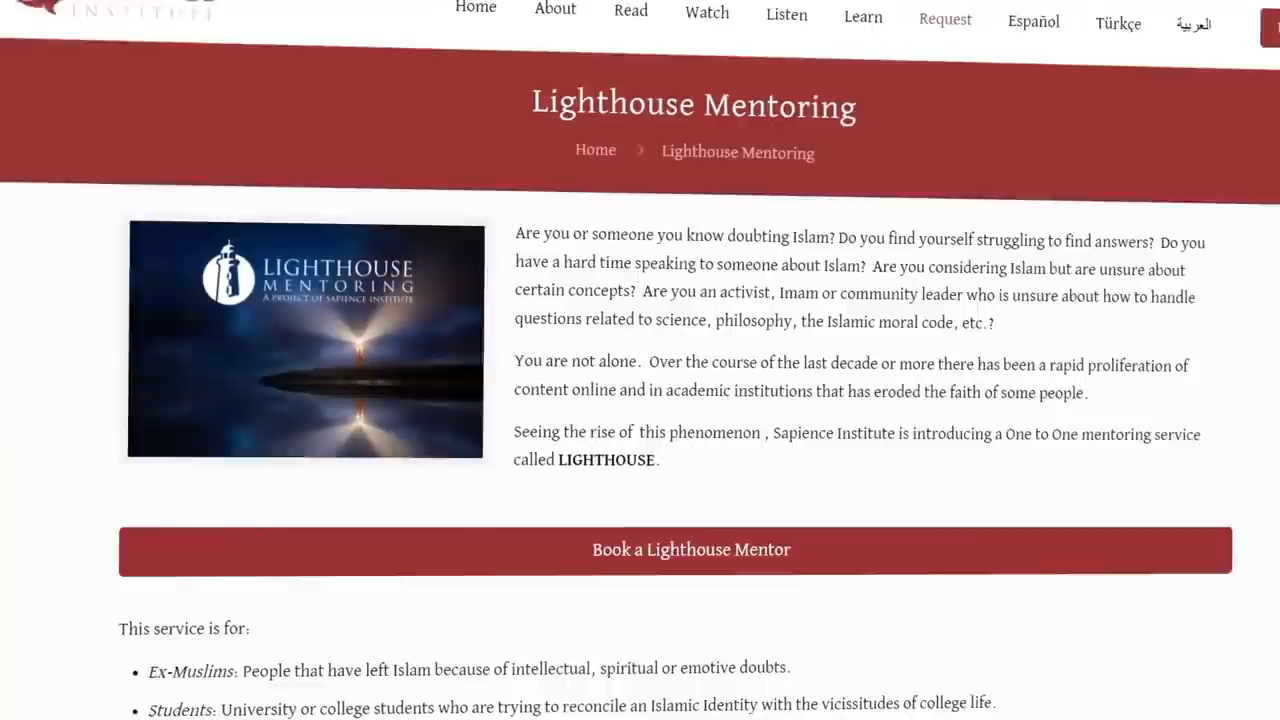 INSTITUTE
Home About Read Watch Listen Learn Request Español Türkçe العربية
Lighthouse Mentoring
Home > Lighthouse Mentoring
LIGHTHOUSE
MENTORING
A PROJECT OF SAPIENCE INSTITUTE
Are you or someone you know doubting Islam? Do you find yourself struggling to find answers? Do you
have a hard time speaking to someone about Islam? Are you considering Islam but are unsure about
certain concepts? Are you an activist, Imam or community leader who is unsure about how to handle
questions related to science, philosophy, the Islamic moral code, etc.?
You are not alone. Over the course of the last decade or more there has been a rapid proliferation of
content online and in academic institutions that has eroded the faith of some people.
Seeing the rise of this phenomenon , Sapience Institute is introducing a One to One mentoring service
called LIGHTHOUSE.
Book a Lighthouse Mentor
This service is for:
• Ex-Muslims: People that have left Islam because of intellectual, spiritual or emotive doubts.
• Students: University or college students who are trying to reconcile an Islamic Identity with the vicissitudes of college life.